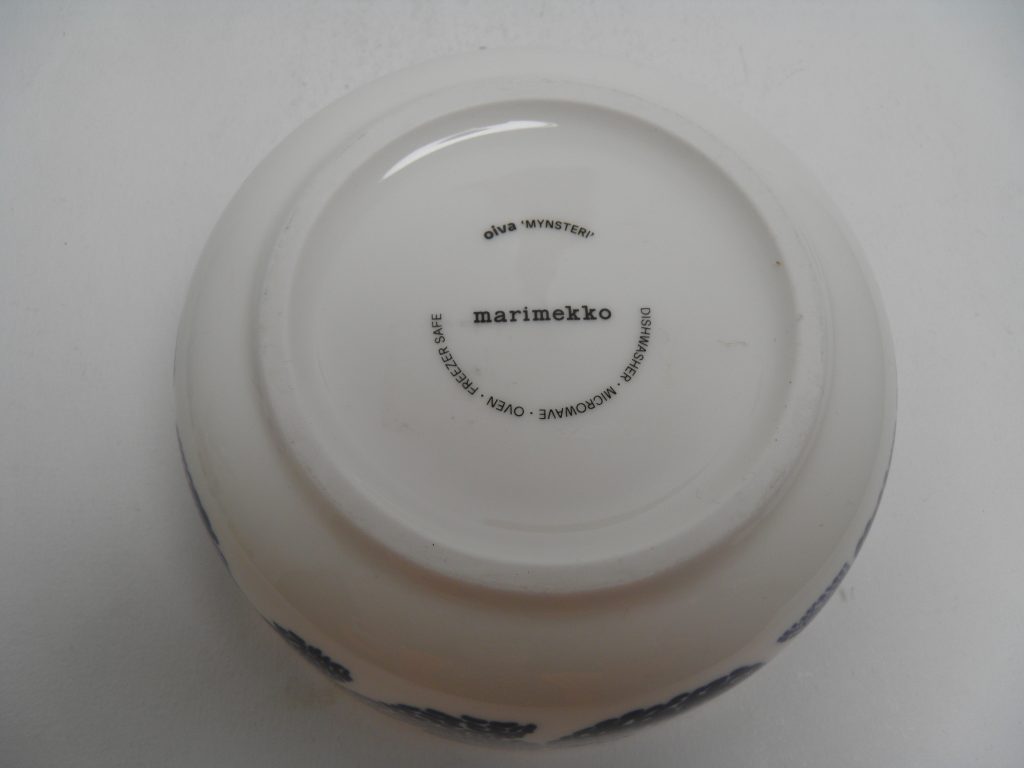 oiva 'MYNSTERI'
marimekko
DISHWASHER · MICROWAVE · OVEN · FREEZER SAFE